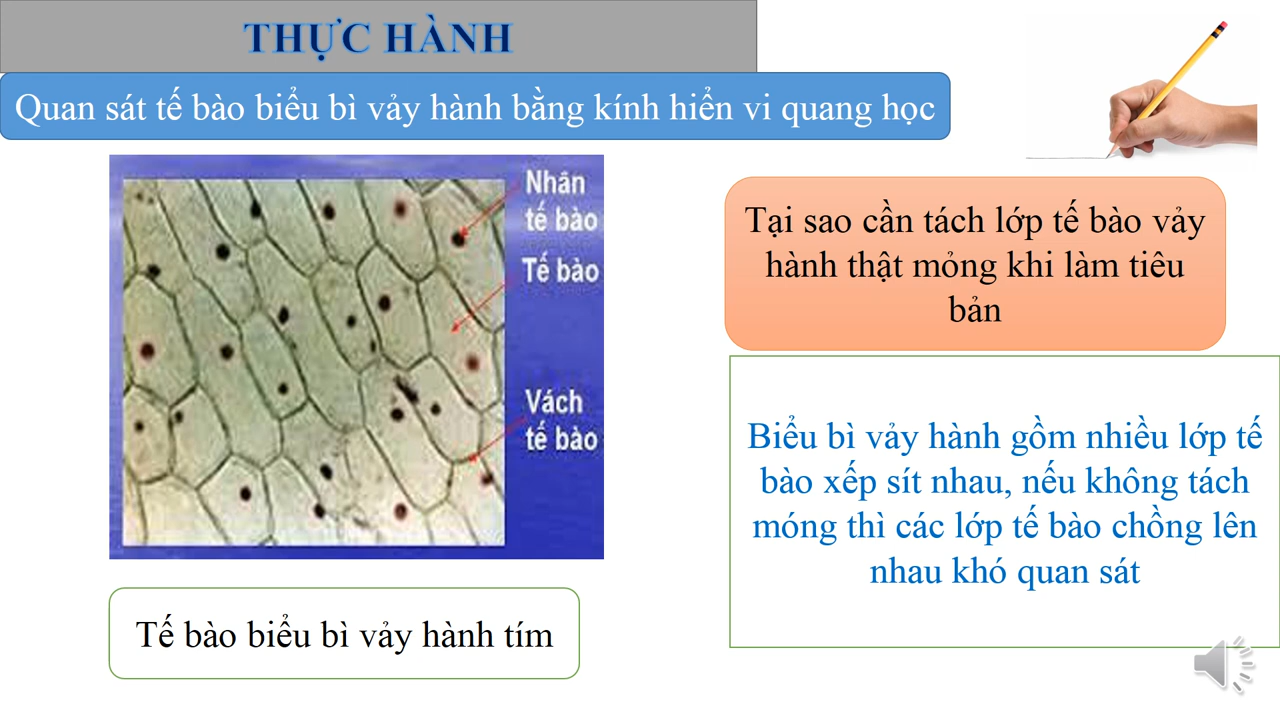 THỰC HÀNH
Quan sát tế bào biểu bì vảy hành bằng kính hiển vi quang học
Nhân
tế bào
Tế bào
Vách
tế bào
Tế bào biểu bì vảy hành tím
Tại sao cần tách lớp tế bào vảy
hành thật mỏng khi làm tiêu
bản
Biểu bì vảy hành gồm nhiều lớp tế
bào xếp sít nhau, nếu không tách
móng thì các lớp tế bào chồng lên
nhau khó quan sát